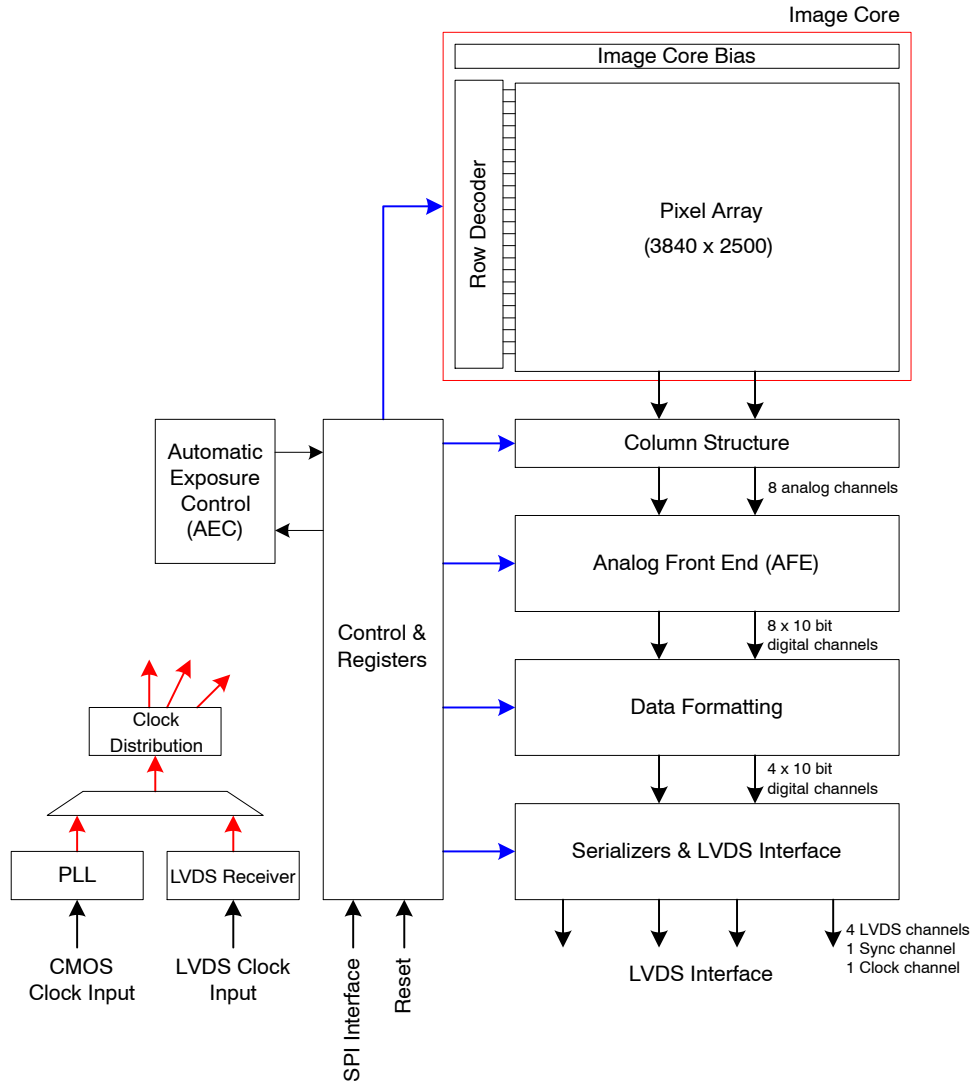 Image Core
Image Core Bias
Row Decoder
Pixel Array
(3840 x 2500)
Automatic
Exposure
Control
(AEC)
Column Structure
8 analog channels
Analog Front End (AFE)
Control &
Registers
8 x 10 bit
digital channels
Data Formatting
Clock
Distribution
4 x 10 bit
digital channels
PLL
LVDS Receiver
Serializers & LVDS Interface
CMOS
Clock Input
LVDS Clock
Input
SPI Interface
Reset
LVDS Interface
4 LVDS channels
1 Sync channel
1 Clock channel